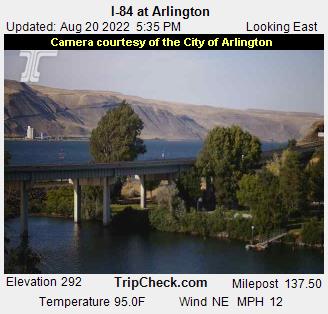 I-84 at Arlington
Updated: Aug 20 2022 5:35 PM Looking East
Camera courtesy of the City of Arlington
Elevation 292 TripCheck.com Milepost 137.50
Temperature 95.0F Wind NE MPH 12